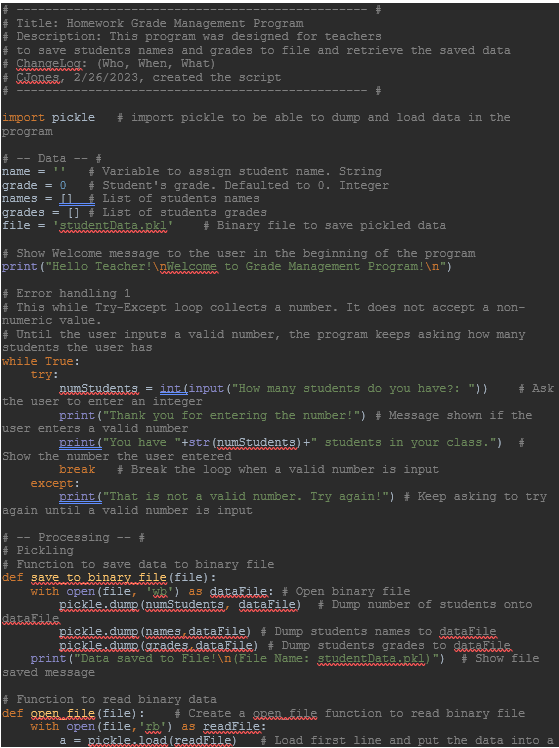 # ---------------------------------------------- #
# Title: Homework Grade Management Program
# Description: This program was designed for teachers
# to save students names and grades to file and retrieve the saved data
# ChangeLog: (Who, When, What)
# CJones, 2/26/2023, created the script
# ---------------------------------------------- #
import pickle   # import pickle to be able to dump and load data in the
program
# -- Data -- #
name = ''   # Variable to assign student name. String
grade = 0   # Student's grade. Defaulted to 0. Integer
names = []  # List of students names
grades = [] # List of students grades
file = 'studentData.pkl'    # Binary file to save pickled data
# Show Welcome message to the user in the beginning of the program
print("Hello Teacher!\nWelcome to Grade Management Program!\n")
# Error handling 1
# This while Try-Except loop collects a number. It does not accept a non-
numeric value.
# Until the user inputs a valid number, the program keeps asking how many
students the user has
while True:
    try:
        numStudents = int(input("How many students do you have?: "))    # Ask
the user to enter an integer
        print("Thank you for entering the number!") # Message shown if the
user enters a valid number
        print("You have "+str(numStudents)+" students in your class.")  #
Show the number the user entered
        break   # Break the loop when a valid number is input
    except:
        print("That is not a valid number. Try again!") # Keep asking to try
again until a valid number is input
# -- Processing -- #
# Pickling
# Function to save data to binary file
def save_to_binary_file(file):
    with open(file, 'wb') as dataFile: # Open binary file
        pickle.dump(numStudents, dataFile)  # Dump number of students onto
dataFile
        pickle.dump(names,dataFile) # Dump students names to dataFile
        pickle.dump(grades,dataFile) # Dump students grades to dataFile
    print("Data saved to File!\n(File Name: studentData.pkl)")  # Show file
saved message
# Function to read binary data
def open_file(file):    # Create a open_file function to read binary file
    with open(file,'rb') as readFile:
        a = pickle.load(readFile)   # Load first line and put the data into a